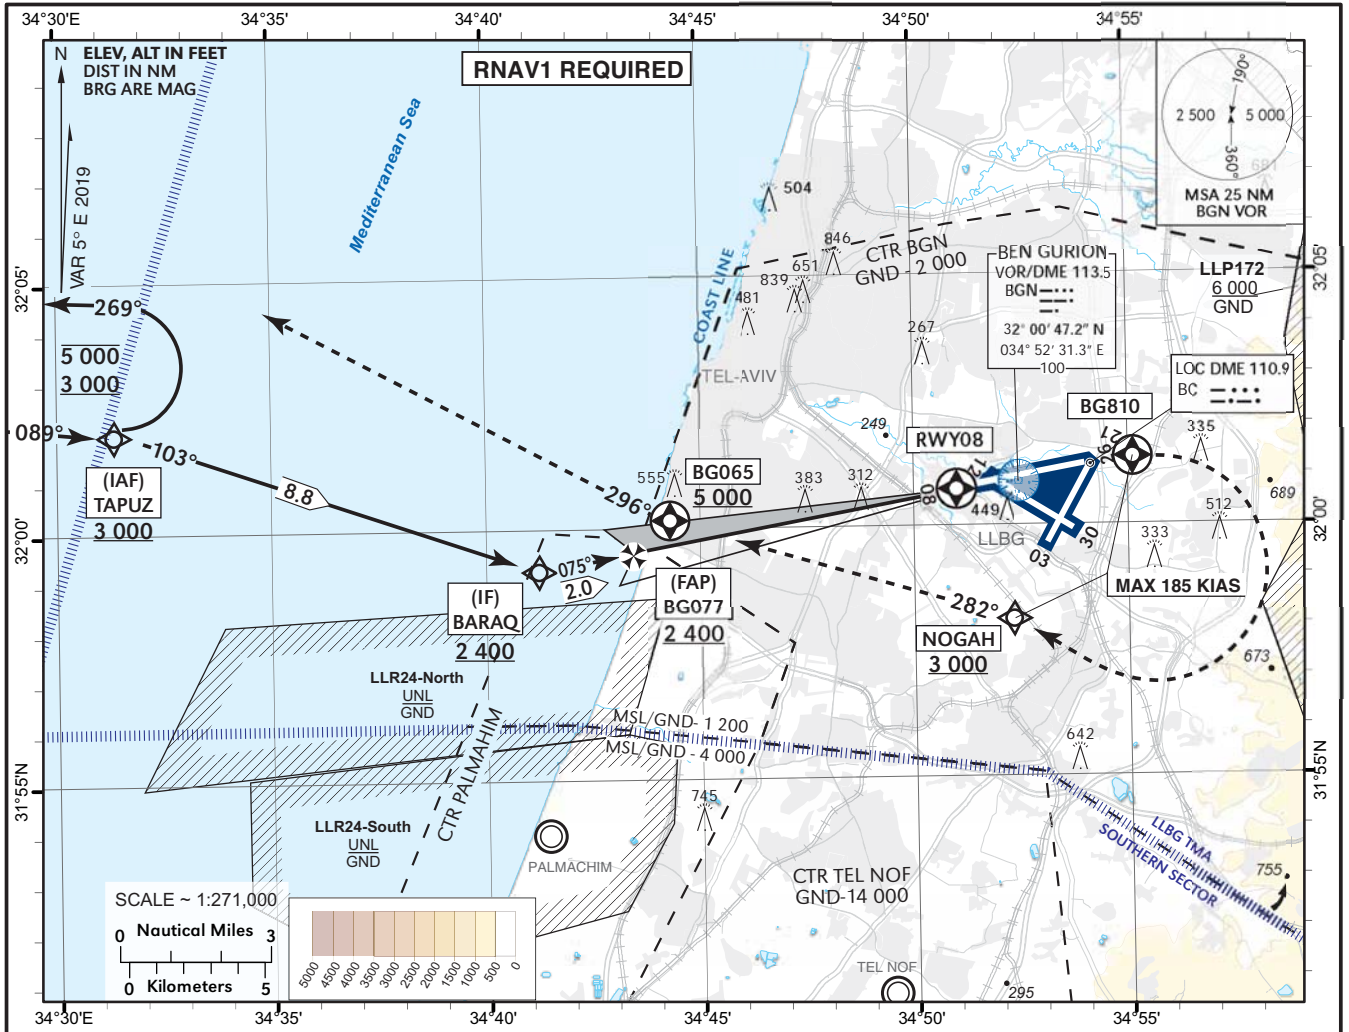 34°30'E
34°35'
34°40'
34°45'
34°50'
34°55'
N
ELEV, ALT IN FEET
DIST IN NM
BRG ARE MAG
VAR 5° E 2019
RNAV1 REQUIRED
Mediterranean Sea
190°
2 500
5 000
360°
681
MSA 25 NM
BGN VOR
504
846
CTR BGN
GND - 2 000
651
839
481
267
COAST LINE
BEN GURION
VOR/DME 113.5
BGN
32° 00' 47.2" N
034° 52' 31.3" E
100
LLP172
6 000
GND
32°05'
32°05'
269°
5 000
3 000
TEL-AVIV
LOC DME 110.9
BG810
249
RWY08
335
089°
103°
(IAF)
TAPUZ
3 000
8.8
296°
555
BG065
5 000
383
312
12
21
26
08
449
LLBG
30
03
689
512
333
32°00'
32°00'
075°
2.0
(IF)
BARAQ
2 400
(FAP)
BG077
2 400
282°
NOGAH
3 000
MAX 185 KIAS
673
LLR24-North
UNL
GND
MSL/GND- 1 200
MSL/GND - 4 000
642
CTR PALMAHIM
745
31°55'
31°55'N
LLR24-South
UNL
GND
PALMACHIM
LLBG TMA
SOUTHERN SECTOR
755
CTR TEL NOF
GND-14 000
SCALE ~ 1:271,000
0 Nautical Miles 3
0 Kilometers 5
5000
4500
4000
3500
3000
2500
2000
1500
1000
500
0
TEL NOF
295
34°30'E
34°35'
34°40'
34°45'
34°50'
34°55'